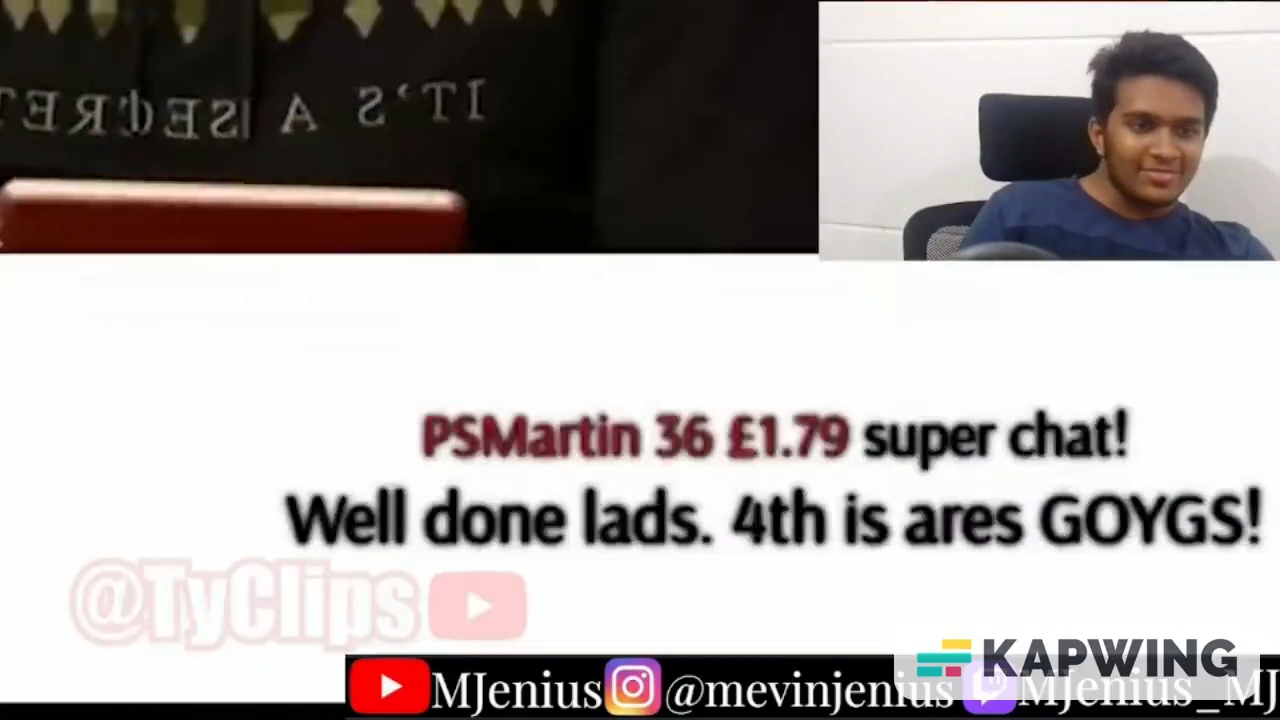 IT'S A SECRET
PSMartin 36 £1.79 super chat!
Well done lads. 4th is ares GOYGS!
@TyClips
KAPWING
MJenius @mevinjenius MJenius_MJ